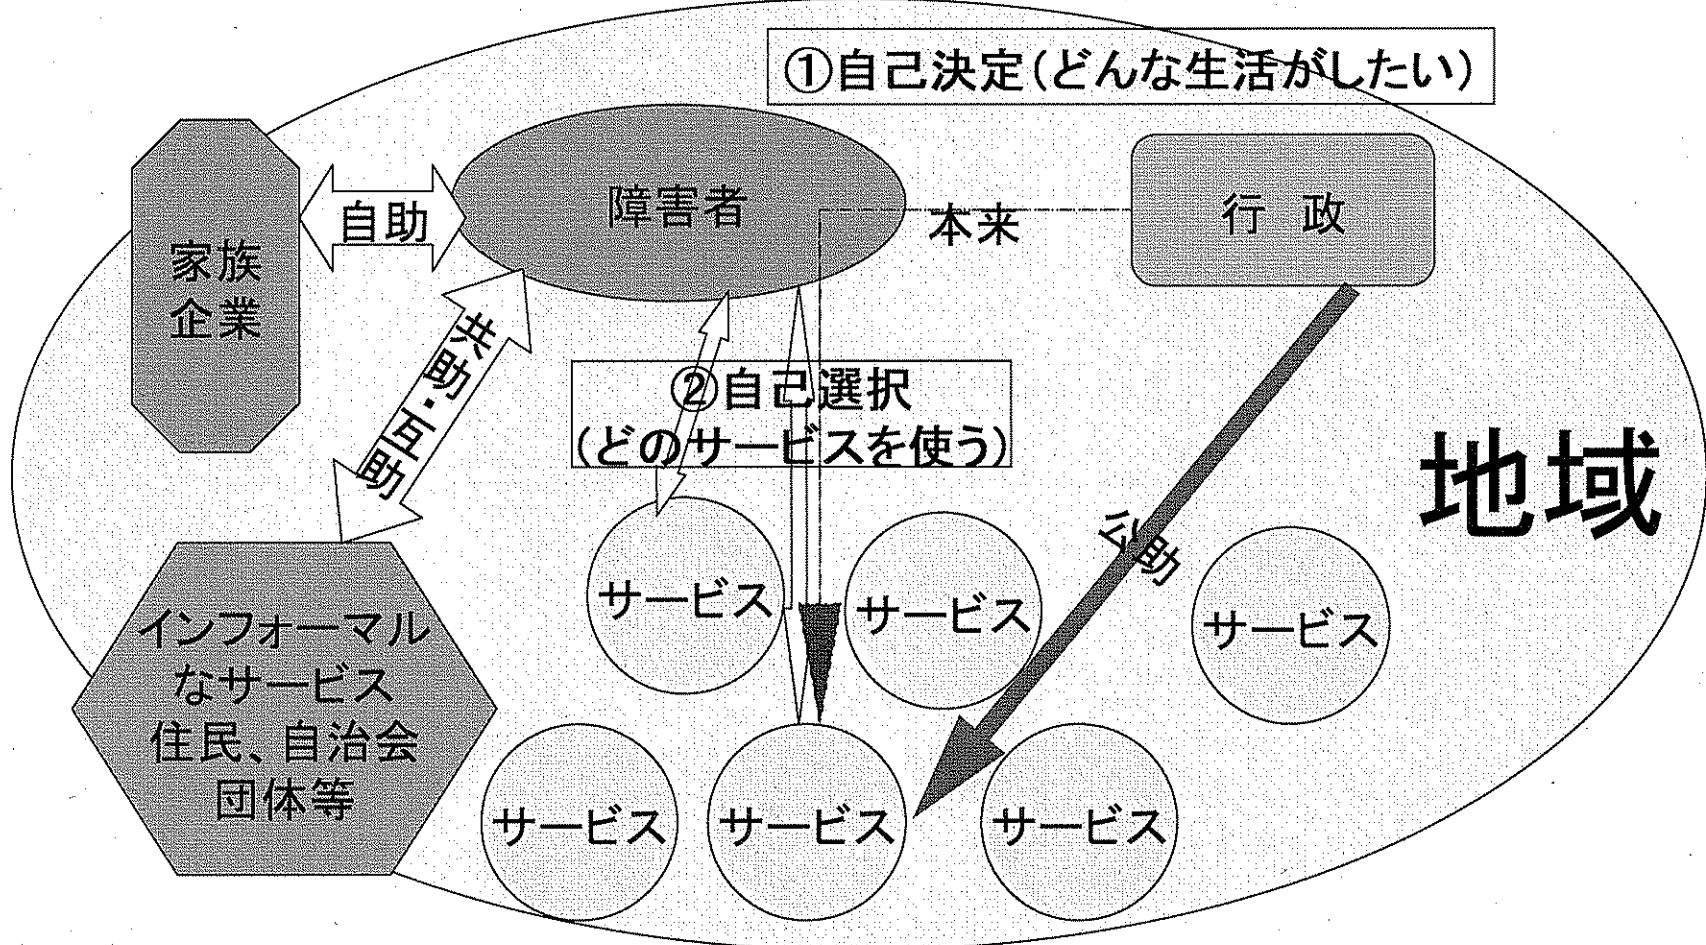 ①自己決定(どんな生活がしたい)
障害者
行 政
自助
本来
家族
企業
共助・互助
②自己選択
(どのサービスを使う)
地域
公助
サービス
サービス
サービス
インフォーマル
なサービス
住民、自治会
団体等
サービス
サービス
サービス